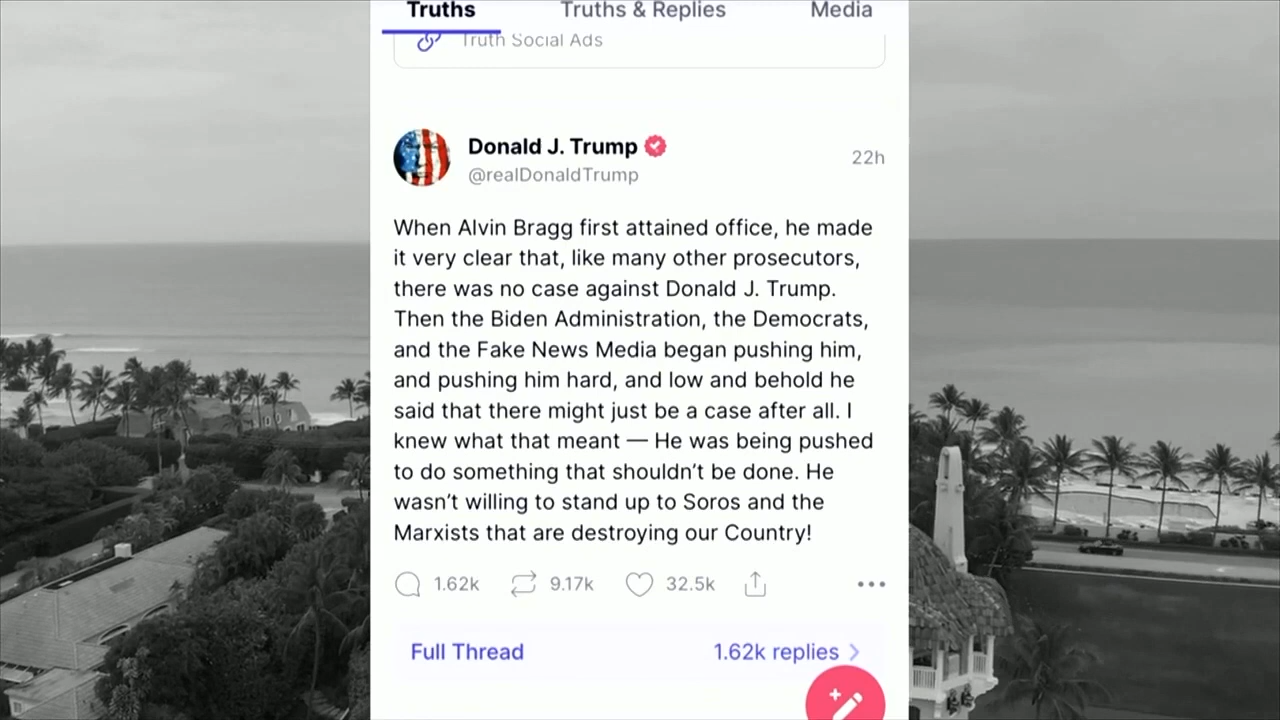 Truths Truths & Replies Media
Truth Social Ads
Donald J. Trump
@realDonaldTrump
22h
When Alvin Bragg first attained office, he made
it very clear that, like many other prosecutors,
there was no case against Donald J. Trump.
Then the Biden Administration, the Democrats,
and the Fake News Media began pushing him,
and pushing him hard, and low and behold he
said that there might just be a case after all. I
knew what that meant — He was being pushed
to do something that shouldn’t be done. He
wasn’t willing to stand up to Soros and the
Marxists that are destroying our Country!
1.62k 9.17k 32.5k
Full Thread 1.62k replies